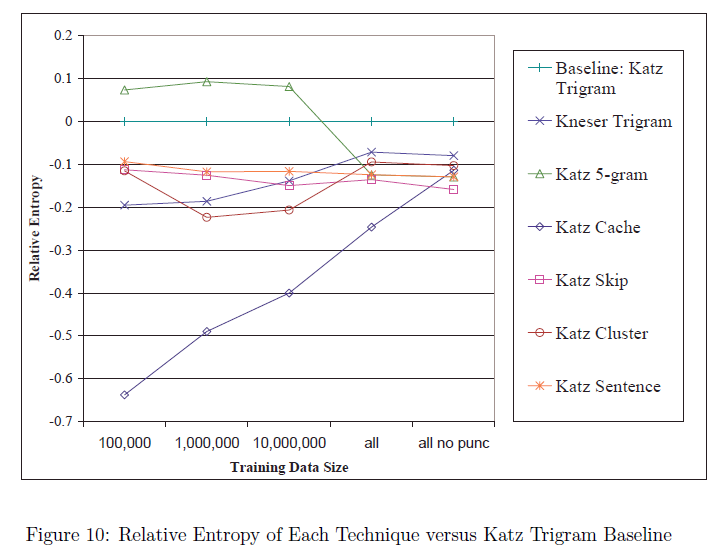 0.2
0.1
0
-0.1
-0.2
-0.3
-0.4
-0.5
-0.6
-0.7
Relative Entropy
100,000 1,000,000 10,000,000 all all no punc
Training Data Size
Baseline: Katz
Trigram
Kneser Trigram
Katz 5-gram
Katz Cache
Katz Skip
Katz Cluster
Katz Sentence
Figure 10: Relative Entropy of Each Technique versus Katz Trigram Baseline